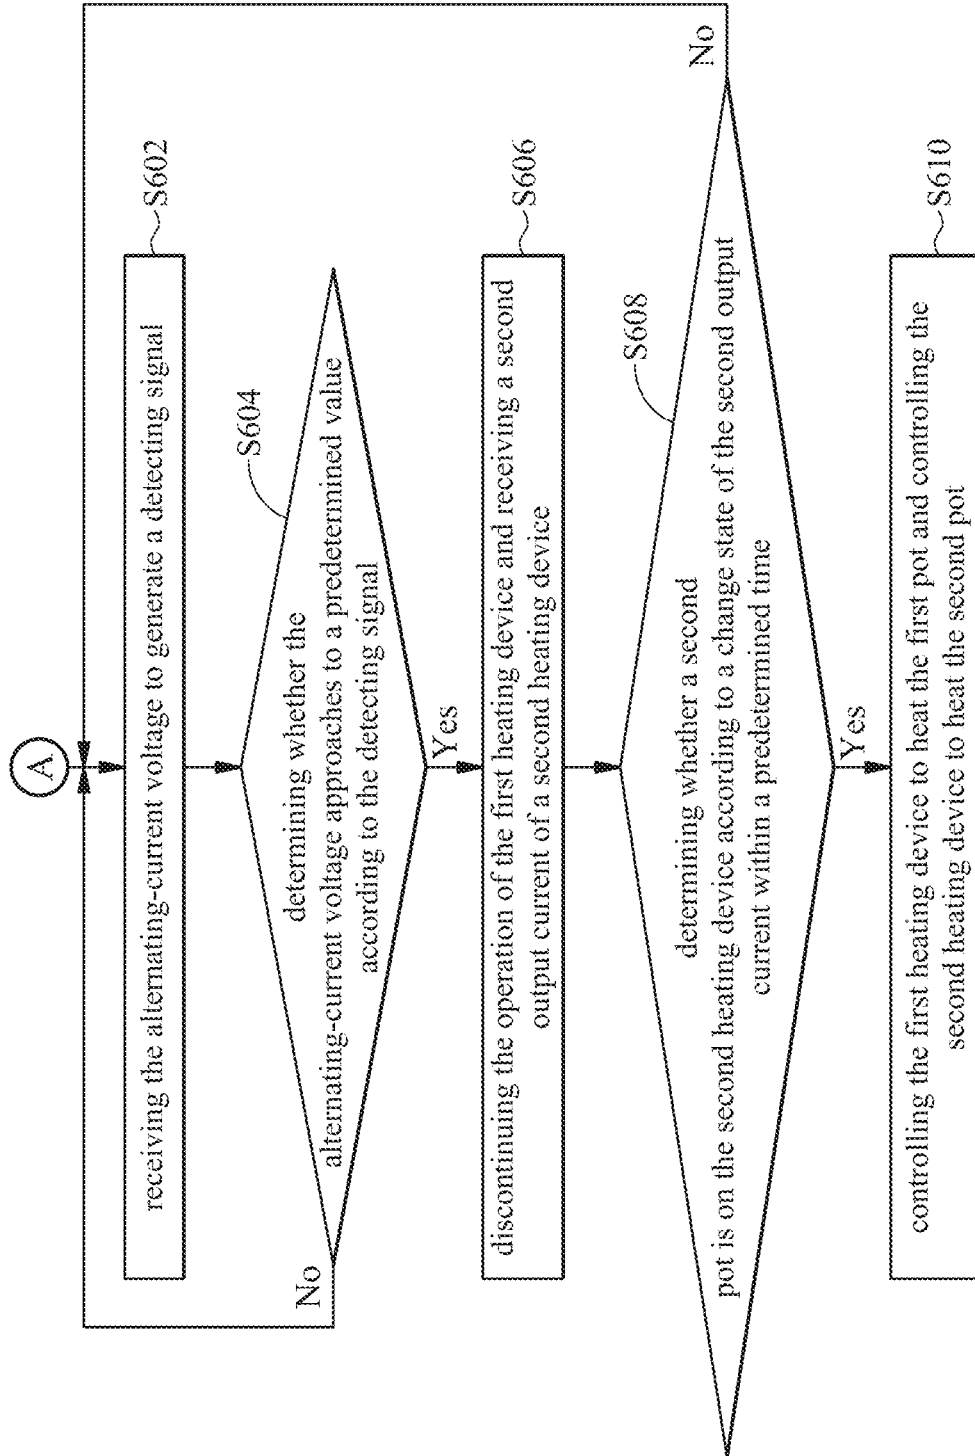 A
receiving the alternating-current voltage to generate a detecting signal
S602
determining whether the
alternating-current voltage approaches to a predetermined value
according to the detecting signal
S604
No
Yes
discontinuing the operation of the first heating device and receiving a second
output current of a second heating device
S606
determining whether a second
pot is on the second heating device according to a change state of the second output
current within a predetermined time
S608
No
Yes
controlling the first heating device to heat the first pot and controlling the
second heating device to heat the second pot
S610